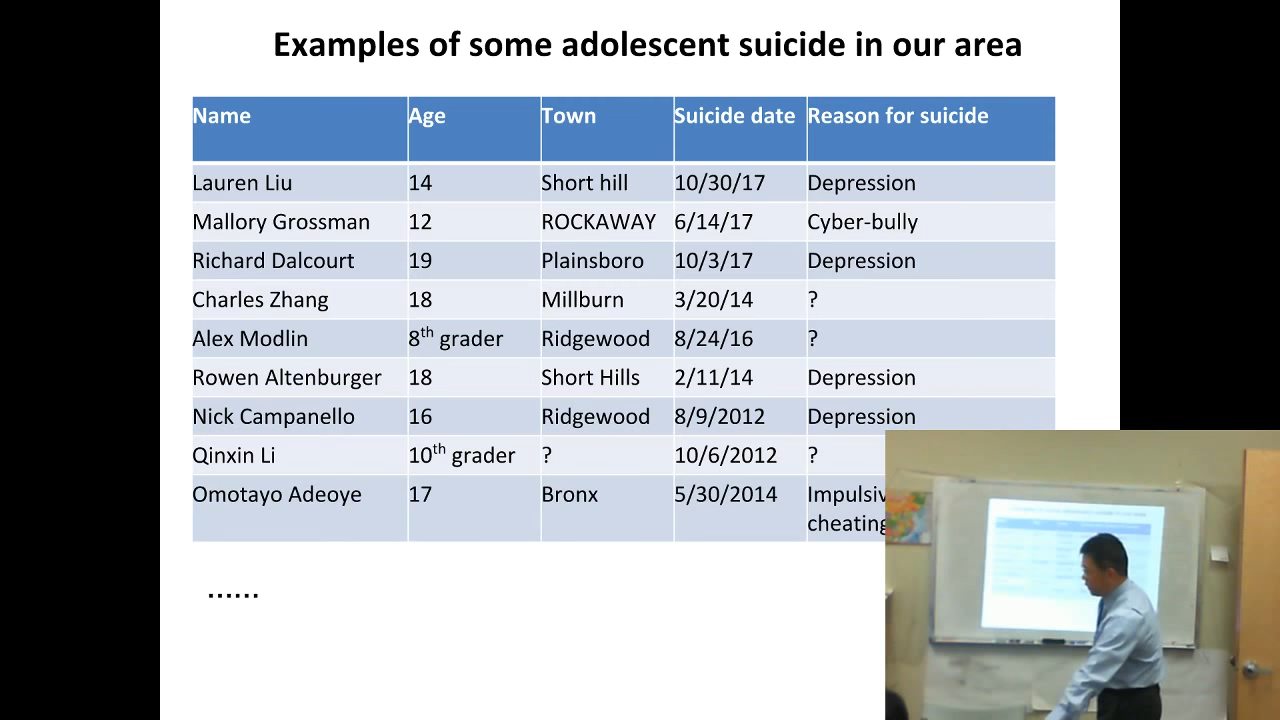 Examples of some adolescent suicide in our area
Name Age Town Suicide date Reason for suicide
Lauren Liu 14 Short hill 10/30/17 Depression
Mallory Grossman 12 ROCKAWAY 6/14/17 Cyber-bully
Richard Dalcourt 19 Plainsboro 10/3/17 Depression
Charles Zhang 18 Millburn 3/20/14 ?
Alex Modlin 8th grader Ridgewood 8/24/16 ?
Rowen Altenburger 18 Short Hills 2/11/14 Depression
Nick Campanello 16 Ridgewood 8/9/2012 Depression
Qinxin Li 10th grader ? 10/6/2012 ?
Omotayo Adeoye 17 Bronx 5/30/2014 Impulsiv
cheating
......